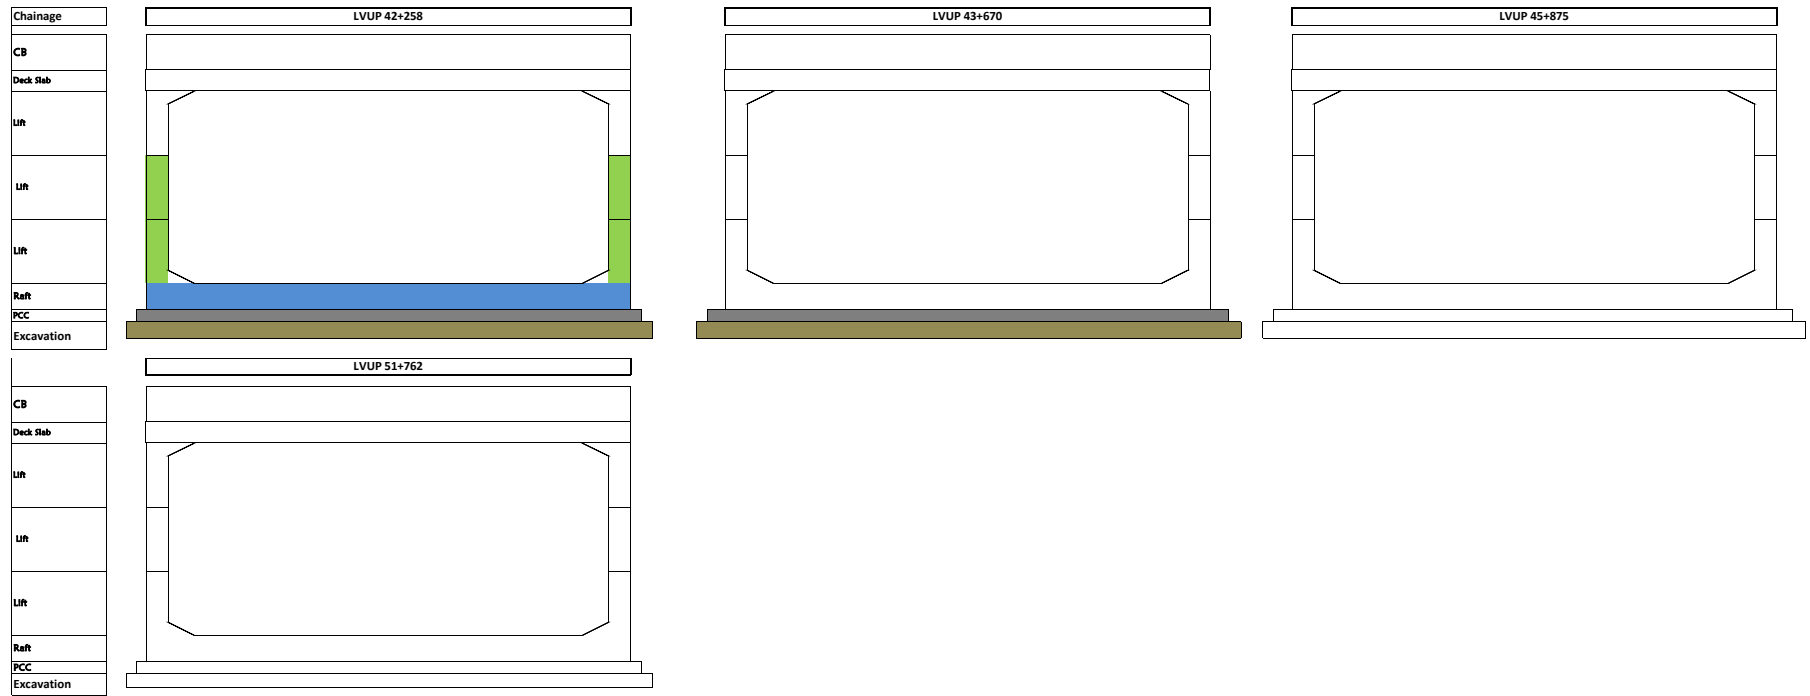 Chainage
LVUP 42+258
LVUP 43+670
LVUP 45+875
CB
Deck Slab
Lift
Lift
Lift
Raft
PCC
Excavation
LVUP 51+762
CB
Deck Slab
Lift
Lift
Lift
Raft
PCC
Excavation